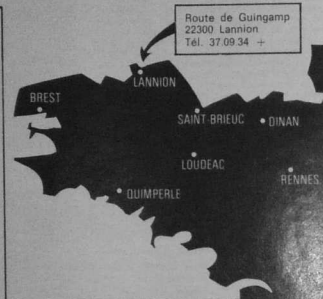 Route de Guingamp
22300 Lannion
Tél. 37.09.34 +
LANNION
BREST
SAINT-BRIEUC
DINAN
LOUDEAC
RENNES
QUIMPERLE